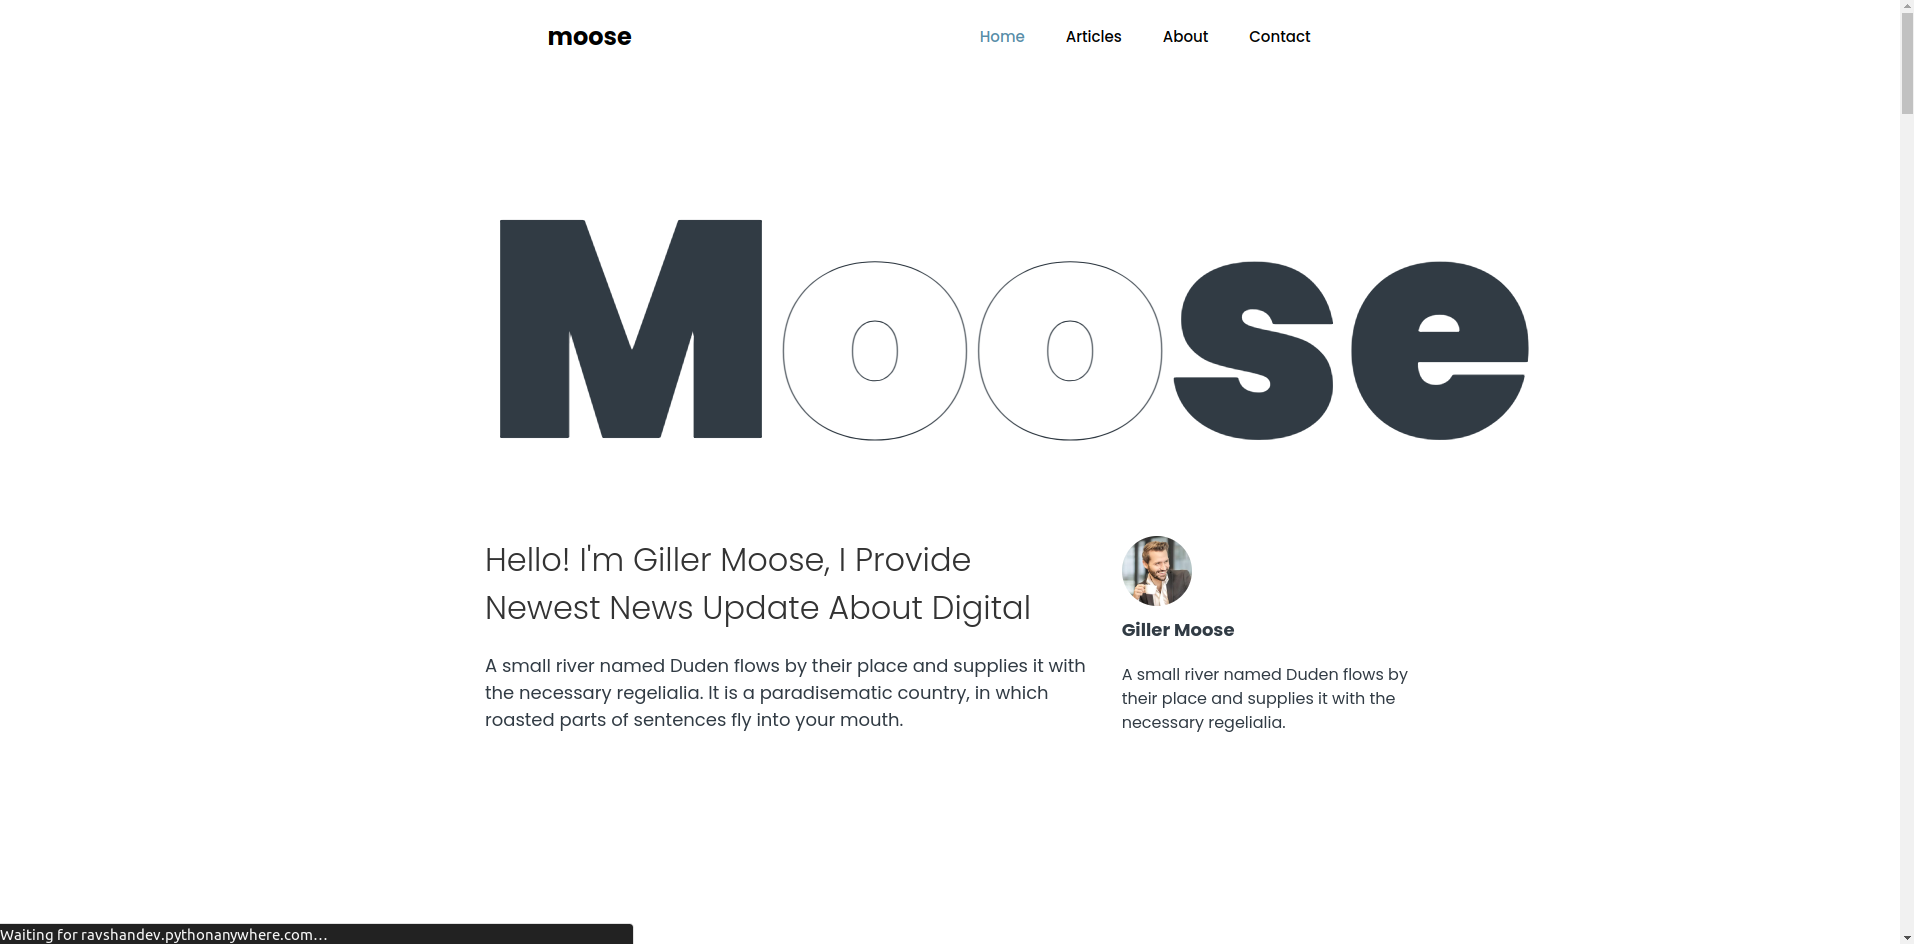 moose
Home Articles About Contact
Moose
Hello! I'm Giller Moose, I Provide
Newest News Update About Digital
A small river named Duden flows by their place and supplies it with
the necessary regelialia. It is a paradisematic country, in which
roasted parts of sentences fly into your mouth.
Giller Moose
A small river named Duden flows by
their place and supplies it with the
necessary regelialia.
Waiting for ravshandev.pythonanywhere.com…